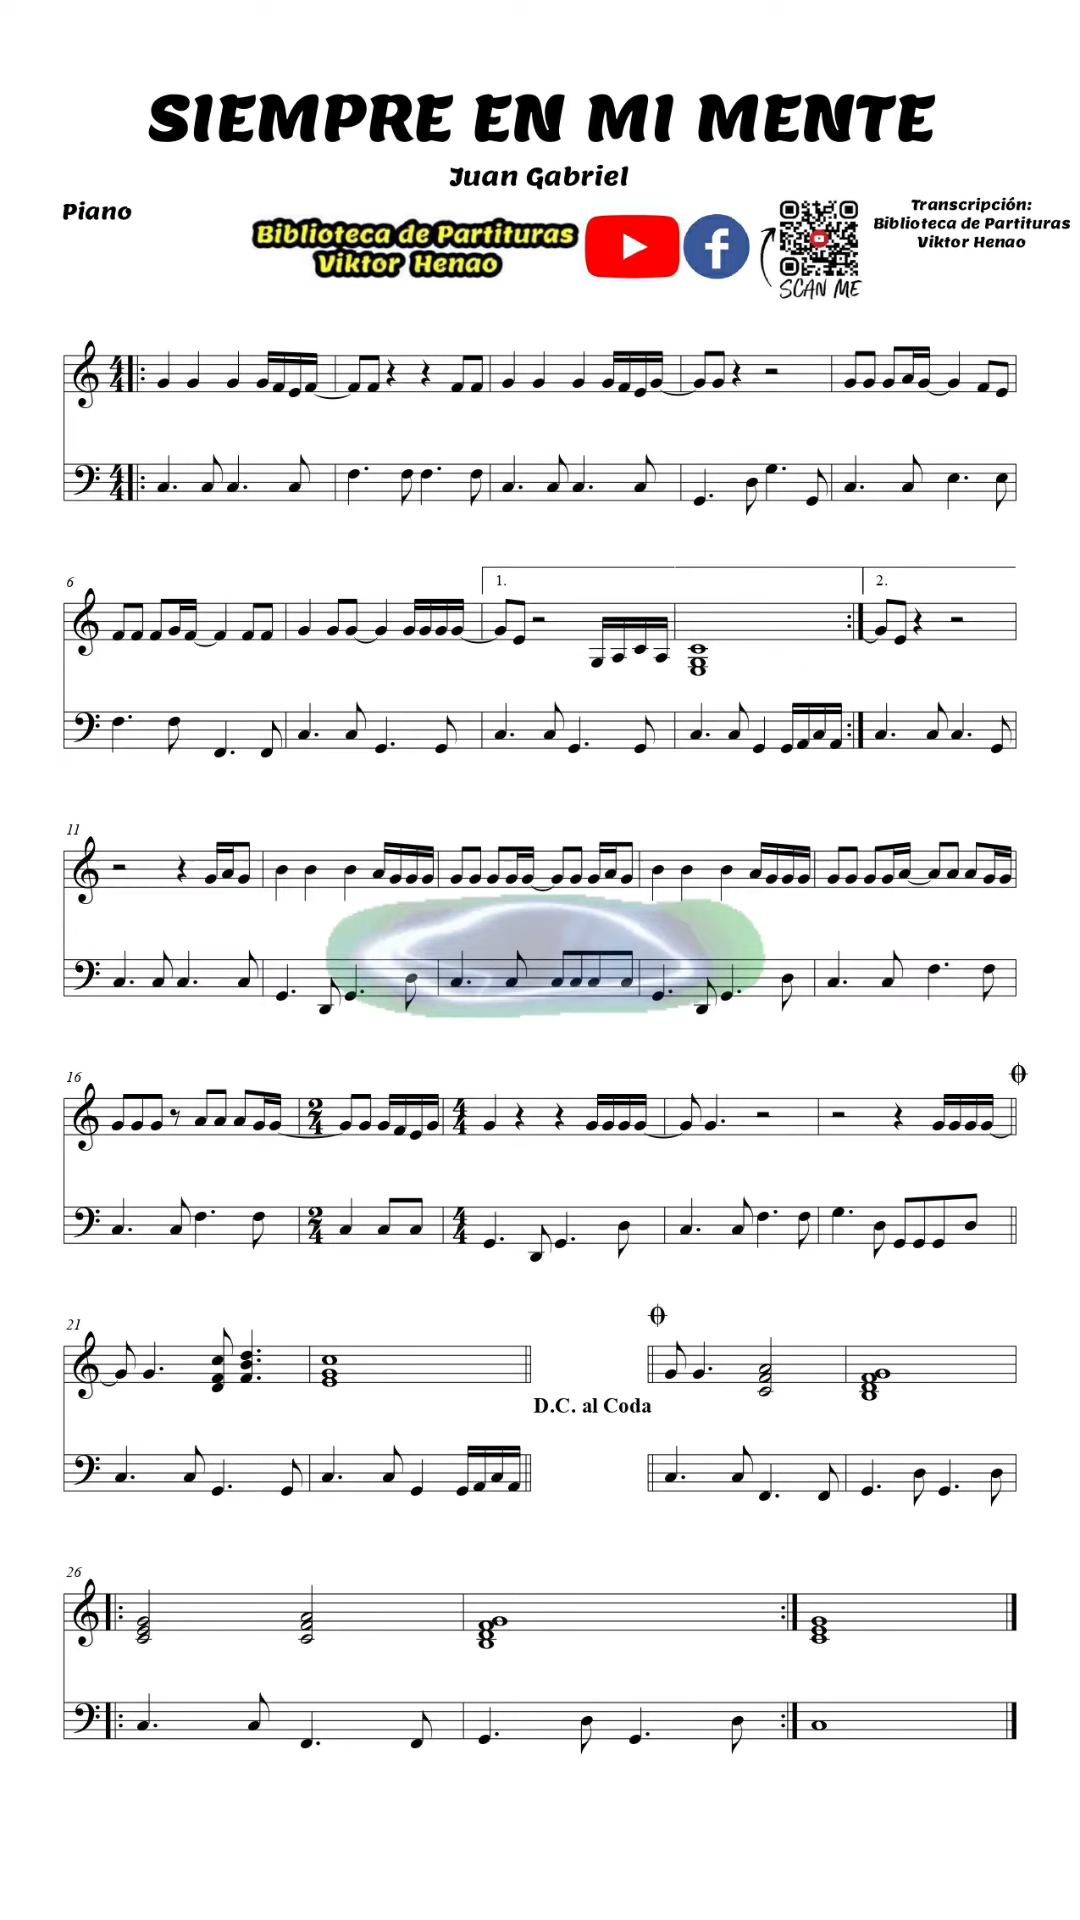 SIEMPRE EN MI MENTE
Juan Gabriel
Piano
Biblioteca de Partituras
Viktor Henao
SCAN ME
Transcripción:
Biblioteca de Partituras
Viktor Henao
6
1.
2.
11
16
21
D.C. al Coda
26